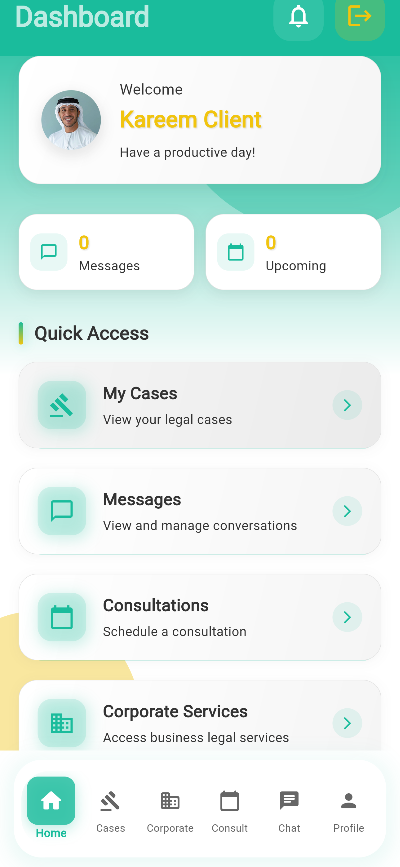 Dashboard
Welcome
Kareem Client
Have a productive day!
0
Messages
0
Upcoming
Quick Access
My Cases
View your legal cases
Messages
View and manage conversations
Consultations
Schedule a consultation
Corporate Services
Access business legal services
Home
Cases
Corporate
Consult
Chat
Profile